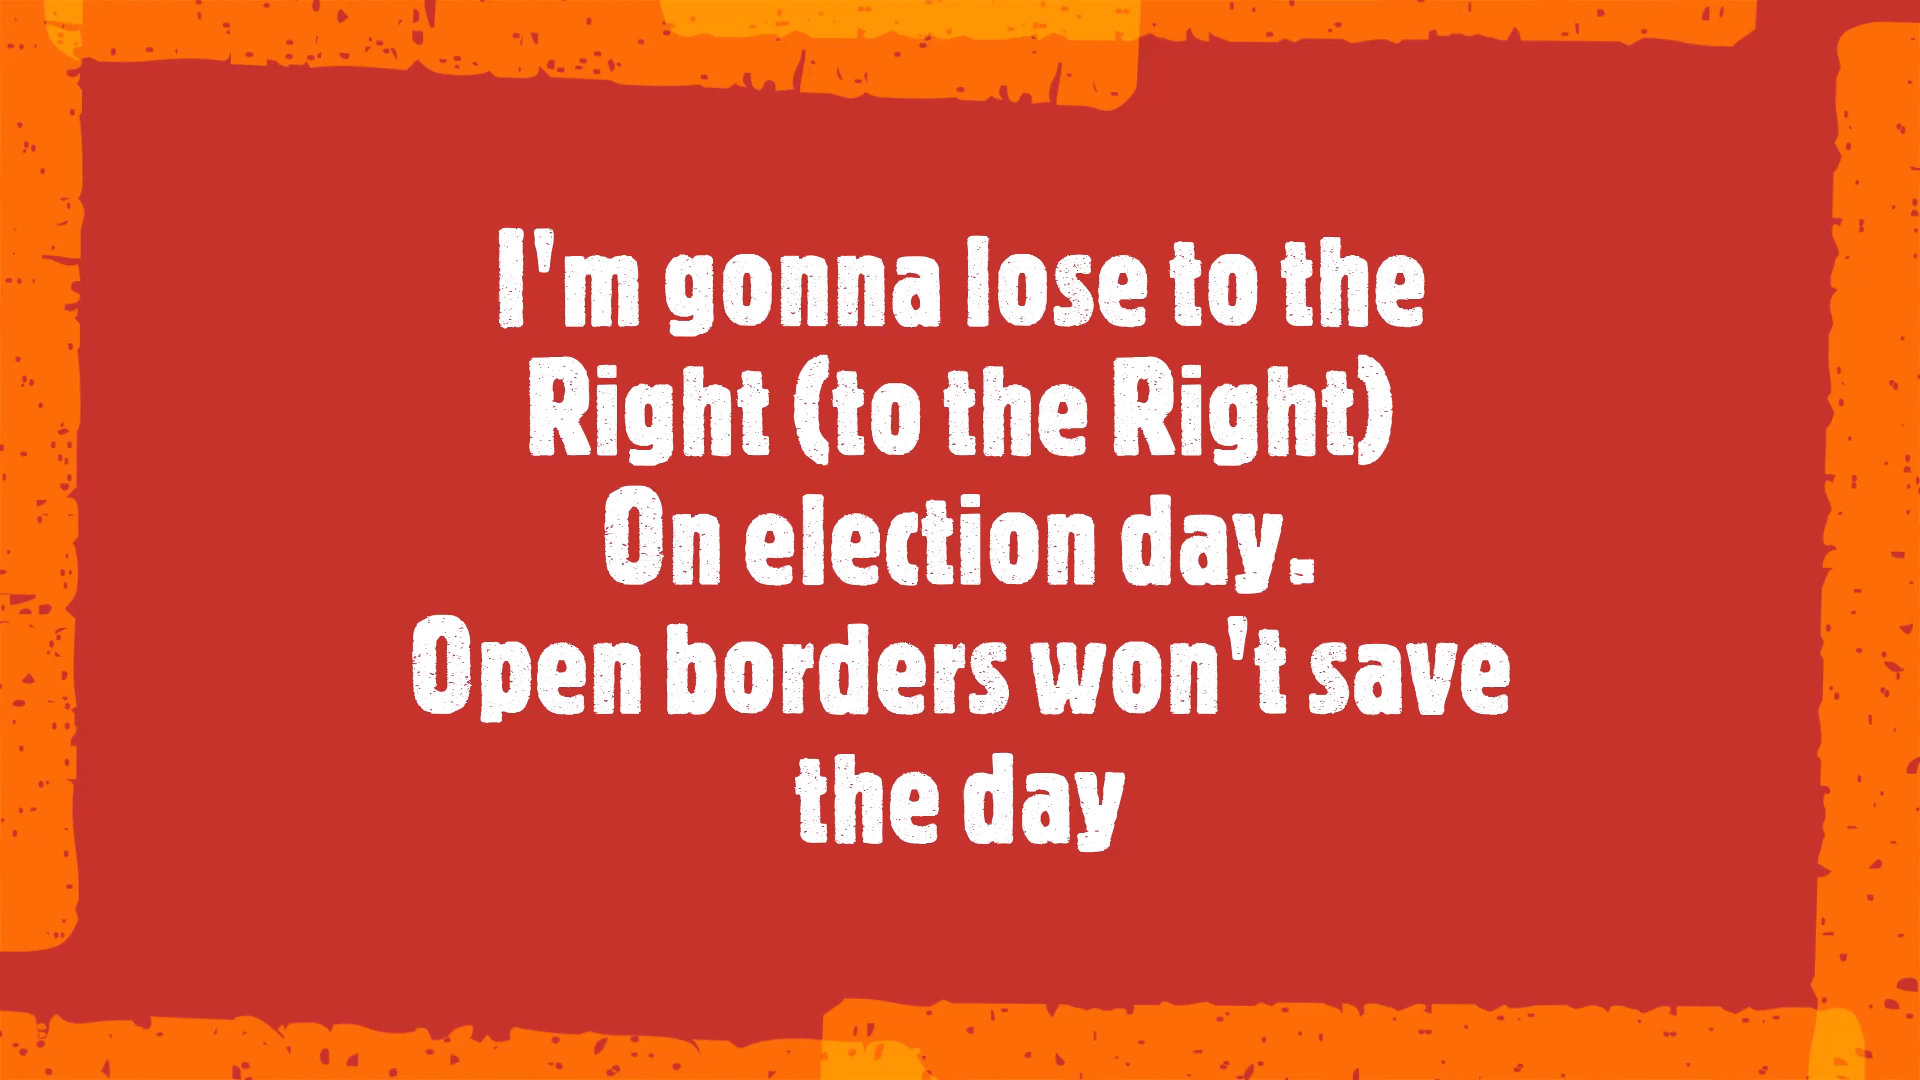 I'm gonna lose to the
Right (to the Right)
On election day.
Open borders won't save
the day